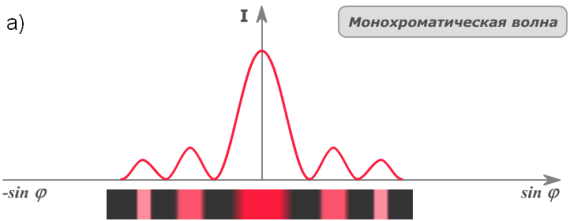 а)
I
Монохроматическая волна
-sin φ
sin φ